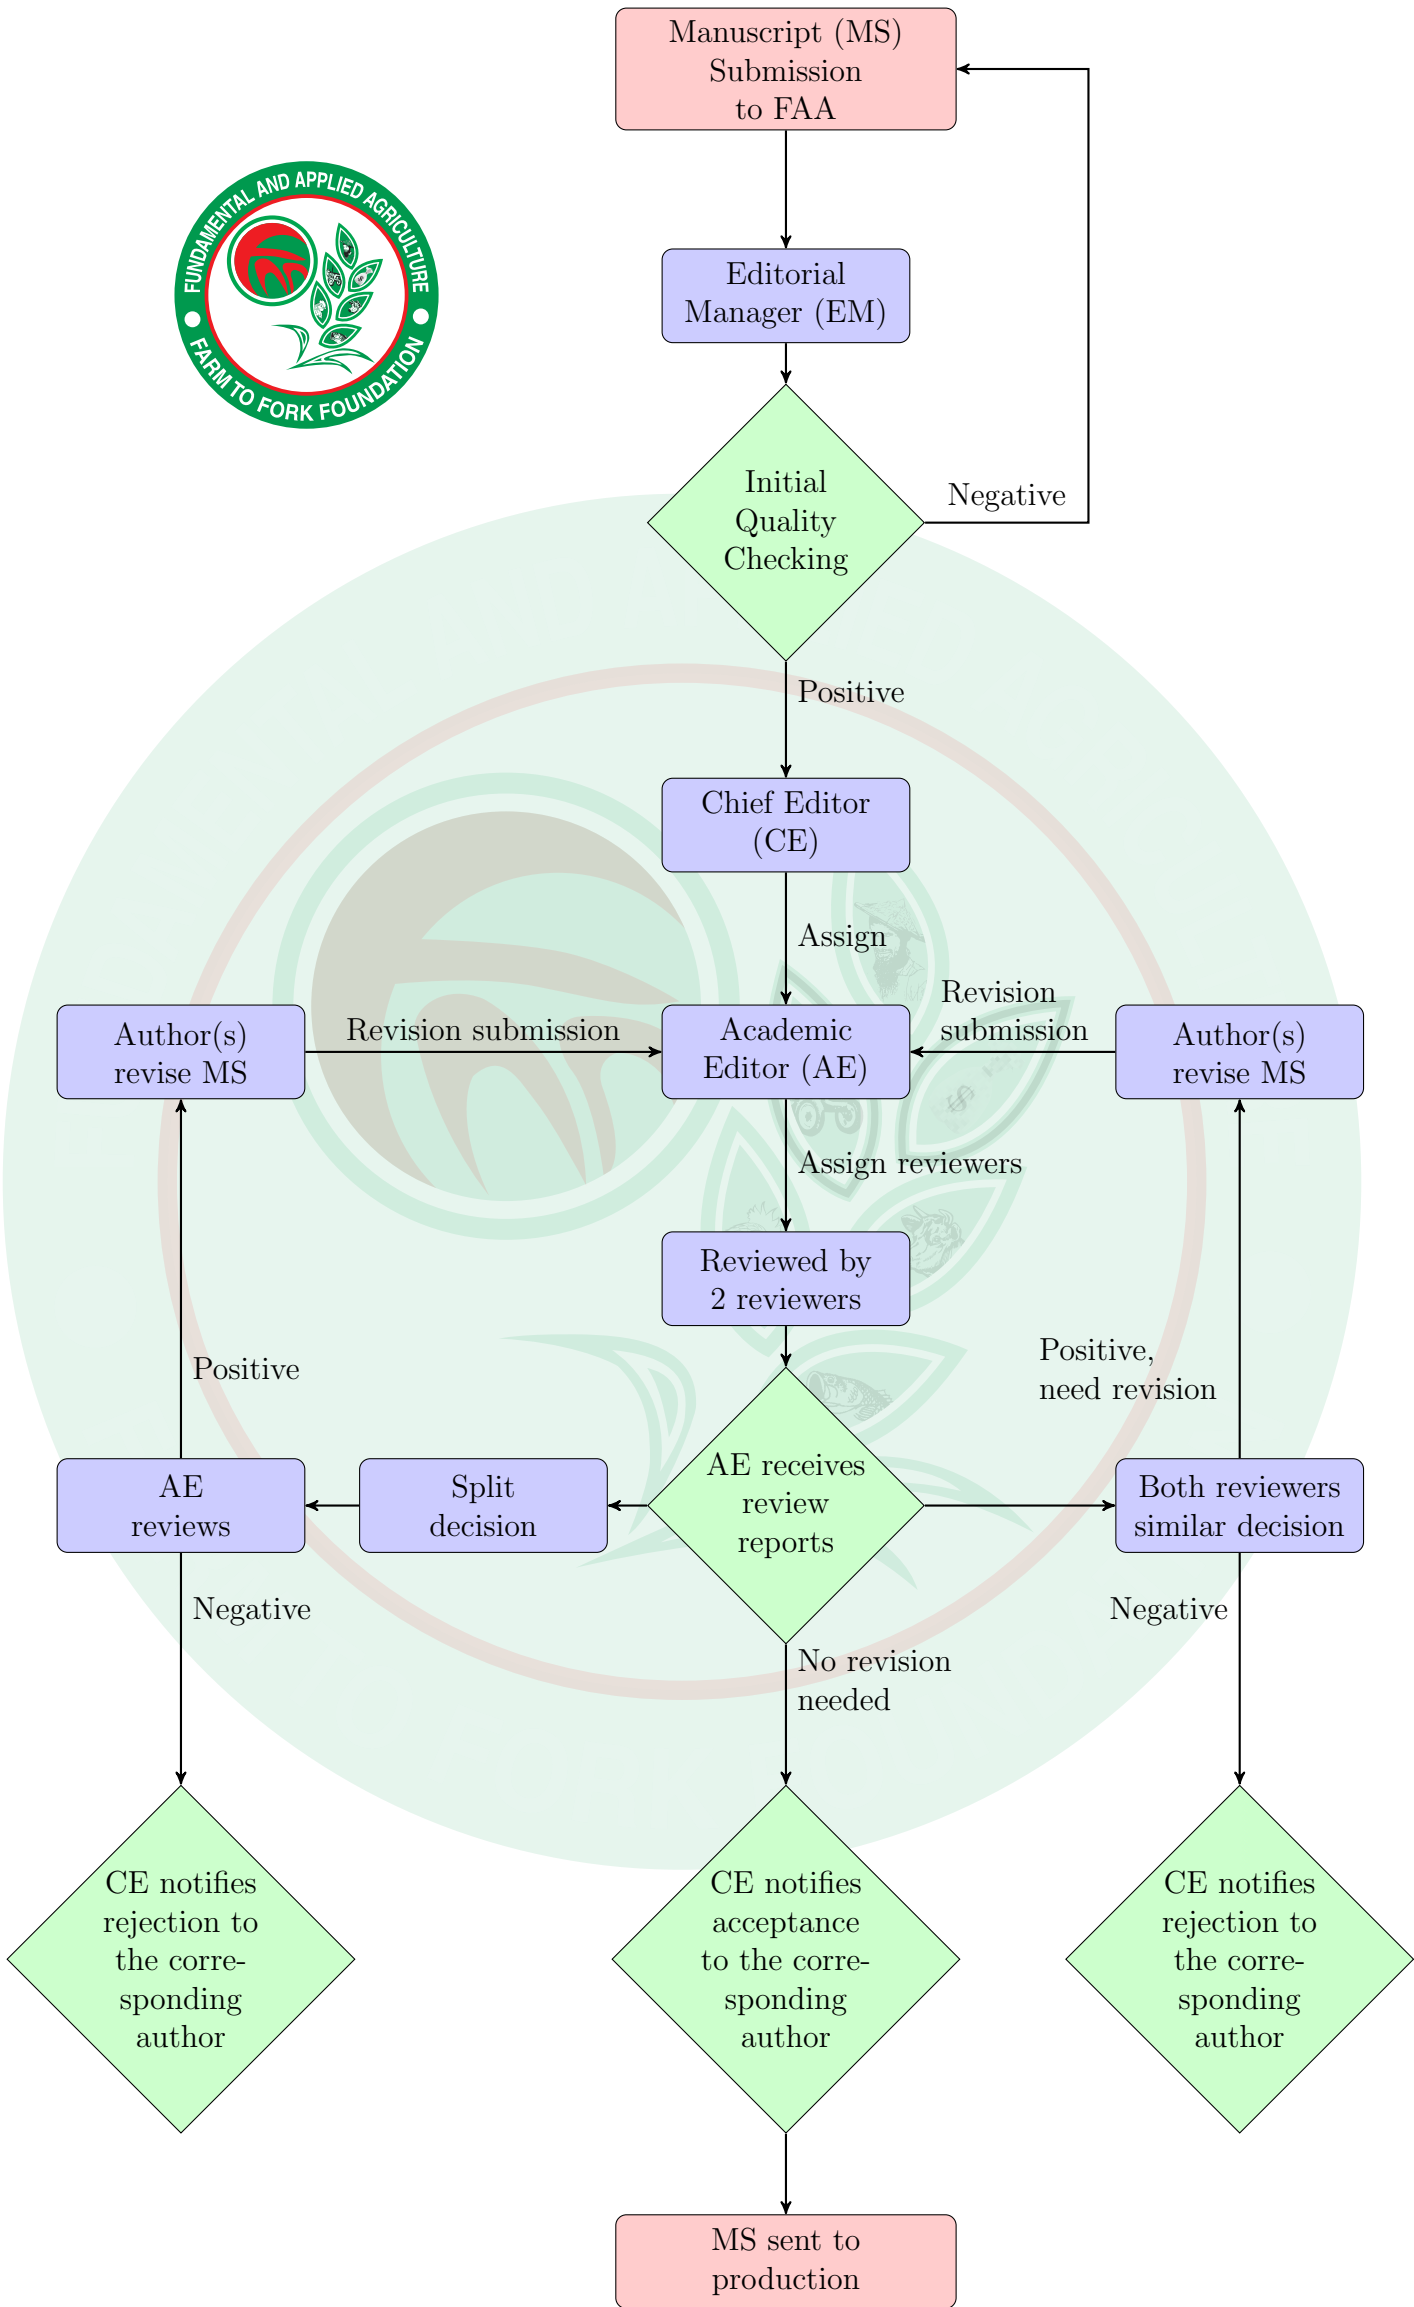 Manuscript (MS)
Submission
to FAA
FUNDAMENTAL AND APPLIED AGRICULTURE
FARM TO FORK FOUNDATION
Editorial
Manager (EM)
Initial
Quality
Checking
Negative
Positive
Chief Editor
(CE)
Assign
Author(s)
revise MS
Revision submission
Academic
Editor (AE)
Revision
submission
Author(s)
revise MS
Assign reviewers
Reviewed by
2 reviewers
Positive
Positive,
need revision
AE
reviews
Split
decision
AE receives
review
reports
Both reviewers
similar decision
Negative
No revision
needed
Negative
CE notifies
rejection to
the corre-
sponding
author
CE notifies
acceptance
to the corre-
sponding
author
CE notifies
rejection to
the corre-
sponding
author
MS sent to
production